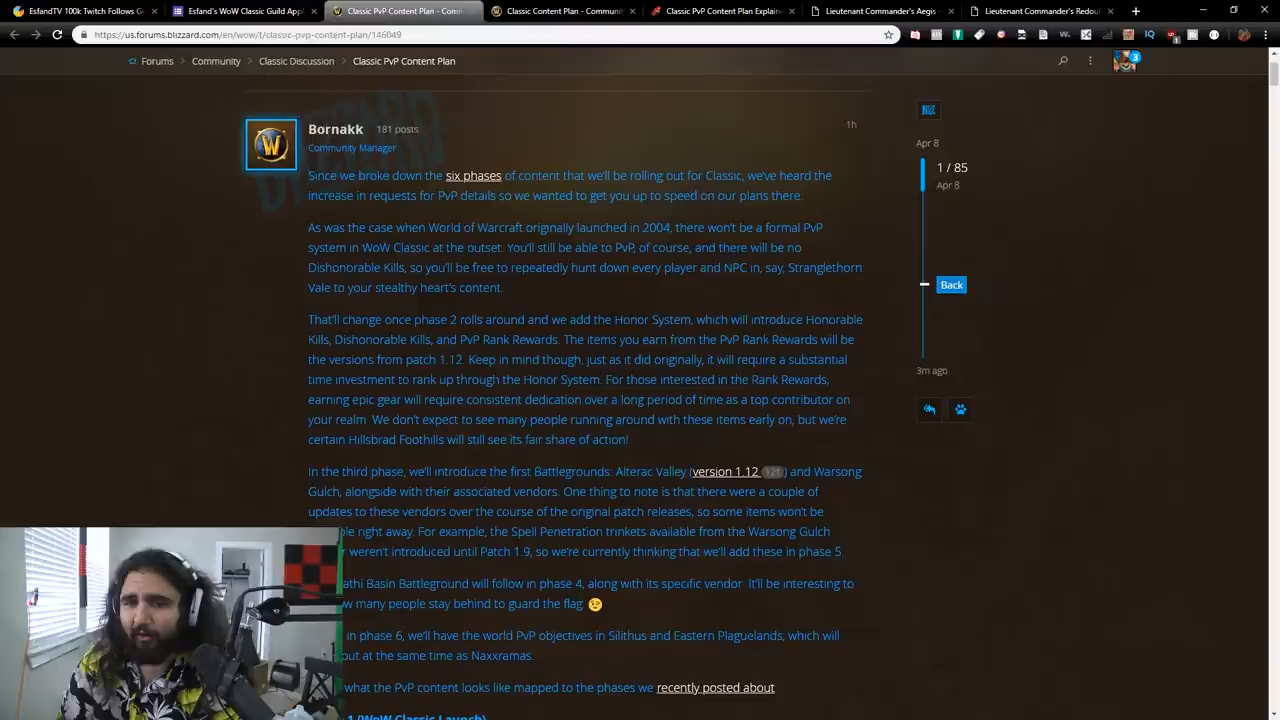 EsfandTV 100k Twitch Follows G
Esfand's WoW Classic Guild App
Classic PvP Content Plan - Comm
Classic Content Plan - Communit
Classic PvP Content Plan Explaine
Lieutenant Commander's Aegis -
Lieutenant Commander's Redoul
https://us.forums.blizzard.com/en/wow/t/classic-pvp-content-plan/146049
Forums > Community > Classic Discussion > Classic PvP Content Plan
3
Bornakk 181 posts
1h
Community Manager
Since we broke down the six phases of content that we'll be rolling out for Classic, we've heard the
increase in requests for PvP details so we wanted to get you up to speed on our plans there.
As was the case when World of Warcraft originally launched in 2004, there won't be a formal PvP
system in WoW Classic at the outset. You'll still be able to PvP, of course, and there will be no
Dishonorable Kills, so you'll be free to repeatedly hunt down every player and NPC in, say, Stranglethorn
Vale to your stealthy heart's content.
That'll change once phase 2 rolls around and we add the Honor System, which will introduce Honorable
Kills, Dishonorable Kills, and PvP Rank Rewards. The items you earn from the PvP Rank Rewards will be
the versions from patch 1.12. Keep in mind though, just as it did originally, it will require a substantial
time investment to rank up through the Honor System. For those interested in the Rank Rewards,
earning epic gear will require consistent dedication over a long period of time as a top contributor on
your realm. We don't expect to see many people running around with these items early on, but we're
certain Hillsbrad Foothills will still see its fair share of action!
In the third phase, we'll introduce the first Battlegrounds: Alterac Valley (version 1.12 121) and Warsong
Gulch, alongside with their associated vendors. One thing to note is that there were a couple of
updates to these vendors over the course of the original patch releases, so some items won't be
ple right away. For example, the Spell Penetration trinkets available from the Warsong Gulch
r weren't introduced until Patch 1.9, so we're currently thinking that we'll add these in phase 5.
athi Basin Battleground will follow in phase 4, along with its specific vendor. It'll be interesting to
w many people stay behind to guard the flag 😉
in phase 6, we'll have the world PvP objectives in Silithus and Eastern Plaguelands, which will
out at the same time as Naxxramas.
what the PvP content looks like mapped to the phases we recently posted about
1 (WoW Classic Launch)
BLIZZ
Apr 8
1 / 85
Apr 8
Back
3m ago